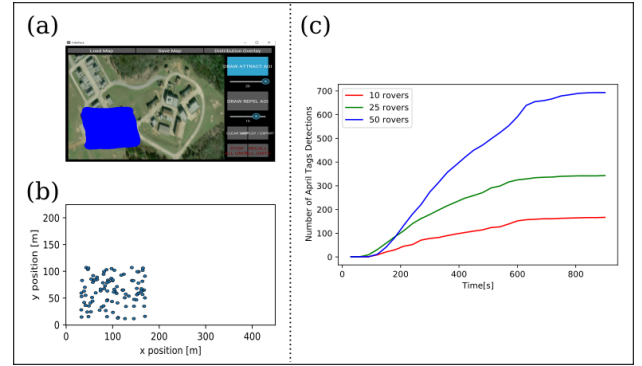 (a)
Load Map Save Map Distribution Overlay
DRAW ATTRACT AOI
DRAW REPEL AOI
(b)
y position [m]
200
150
100
50
0
0 100 200 300 400
x position [m]
(c)
10 rovers
25 rovers
50 rovers
Number of April Tags Detections
700
600
500
400
300
200
100
0
200 400 600 800
Time[s]